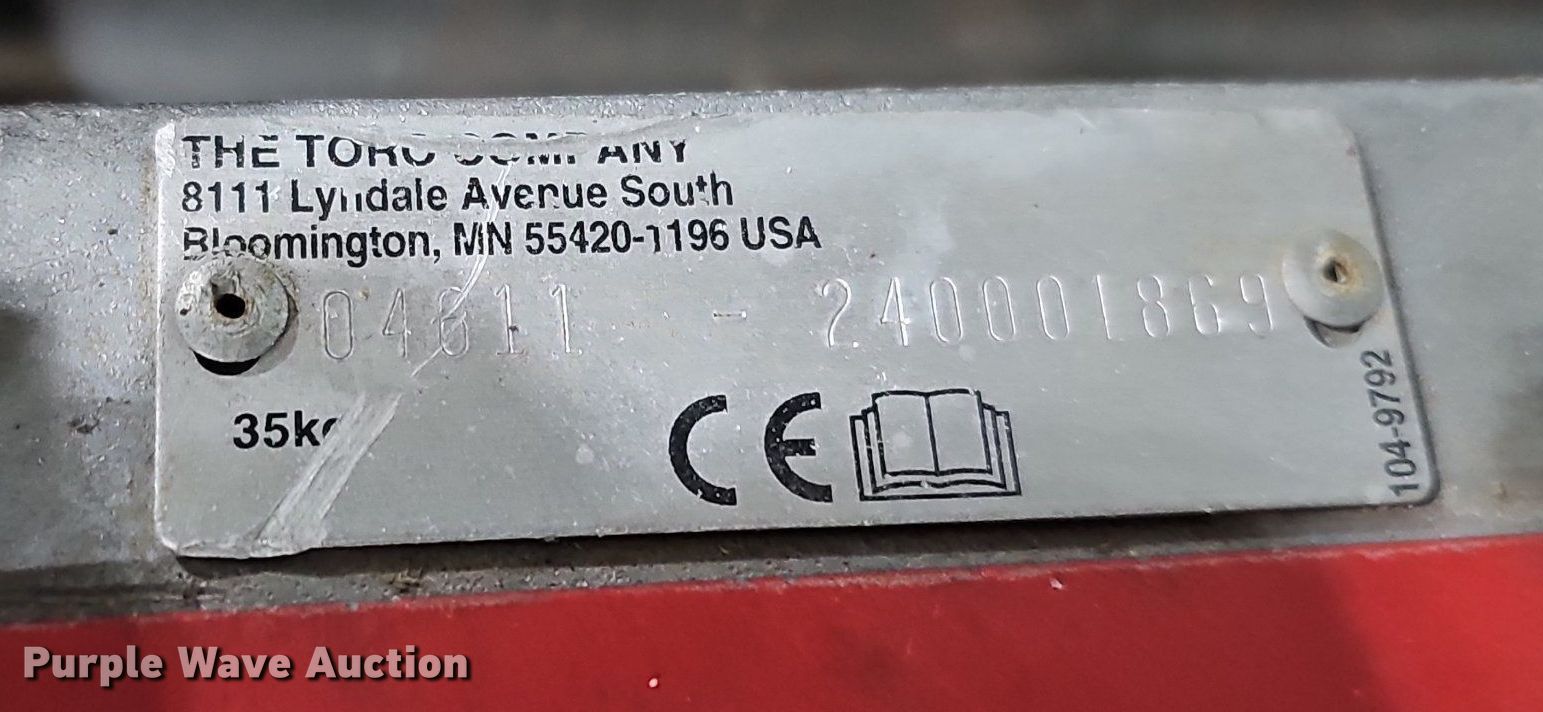 THE TORO COMPANY
8111 Lyndale Avenue South
Bloomington, MN 55420-1196 USA
04611 - 240001869
35kg
CE
104-9792
Purple Wave Auction